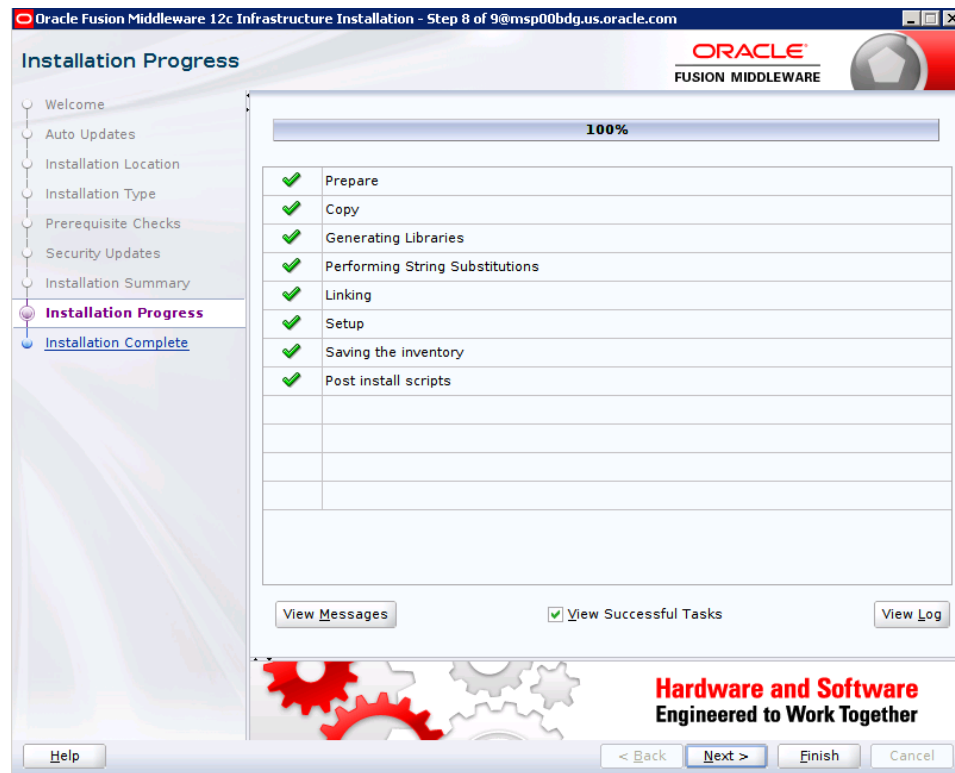 Oracle Fusion Middleware 12c Infrastructure Installation - Step 8 of 9@msp00bdg.us.oracle.com
Installation Progress
ORACLE
FUSION MIDDLEWARE
Welcome
Auto Updates
Installation Location
Installation Type
Prerequisite Checks
Security Updates
Installation Summary
Installation Progress
Installation Complete
100%
Prepare
Copy
Generating Libraries
Performing String Substitutions
Linking
Setup
Saving the inventory
Post install scripts
View Messages
View Successful Tasks
View Log
Hardware and Software
Engineered to Work Together
Help
< Back
Next >
Finish
Cancel